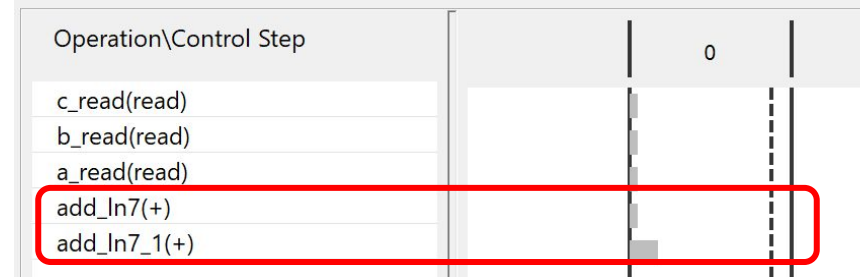 Operation\Control Step
0
c_read(read)
b_read(read)
a_read(read)
add_ln7(+)
add_ln7_1(+)